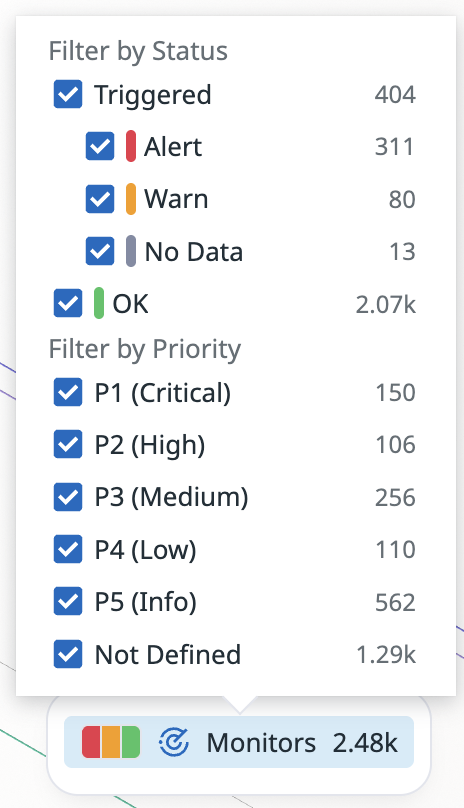 Filter by Status
Triggered 404
Alert 311
Warn 80
No Data 13
OK 2.07k
Filter by Priority
P1 (Critical) 150
P2 (High) 106
P3 (Medium) 256
P4 (Low) 110
P5 (Info) 562
Not Defined 1.29k
Monitors 2.48k